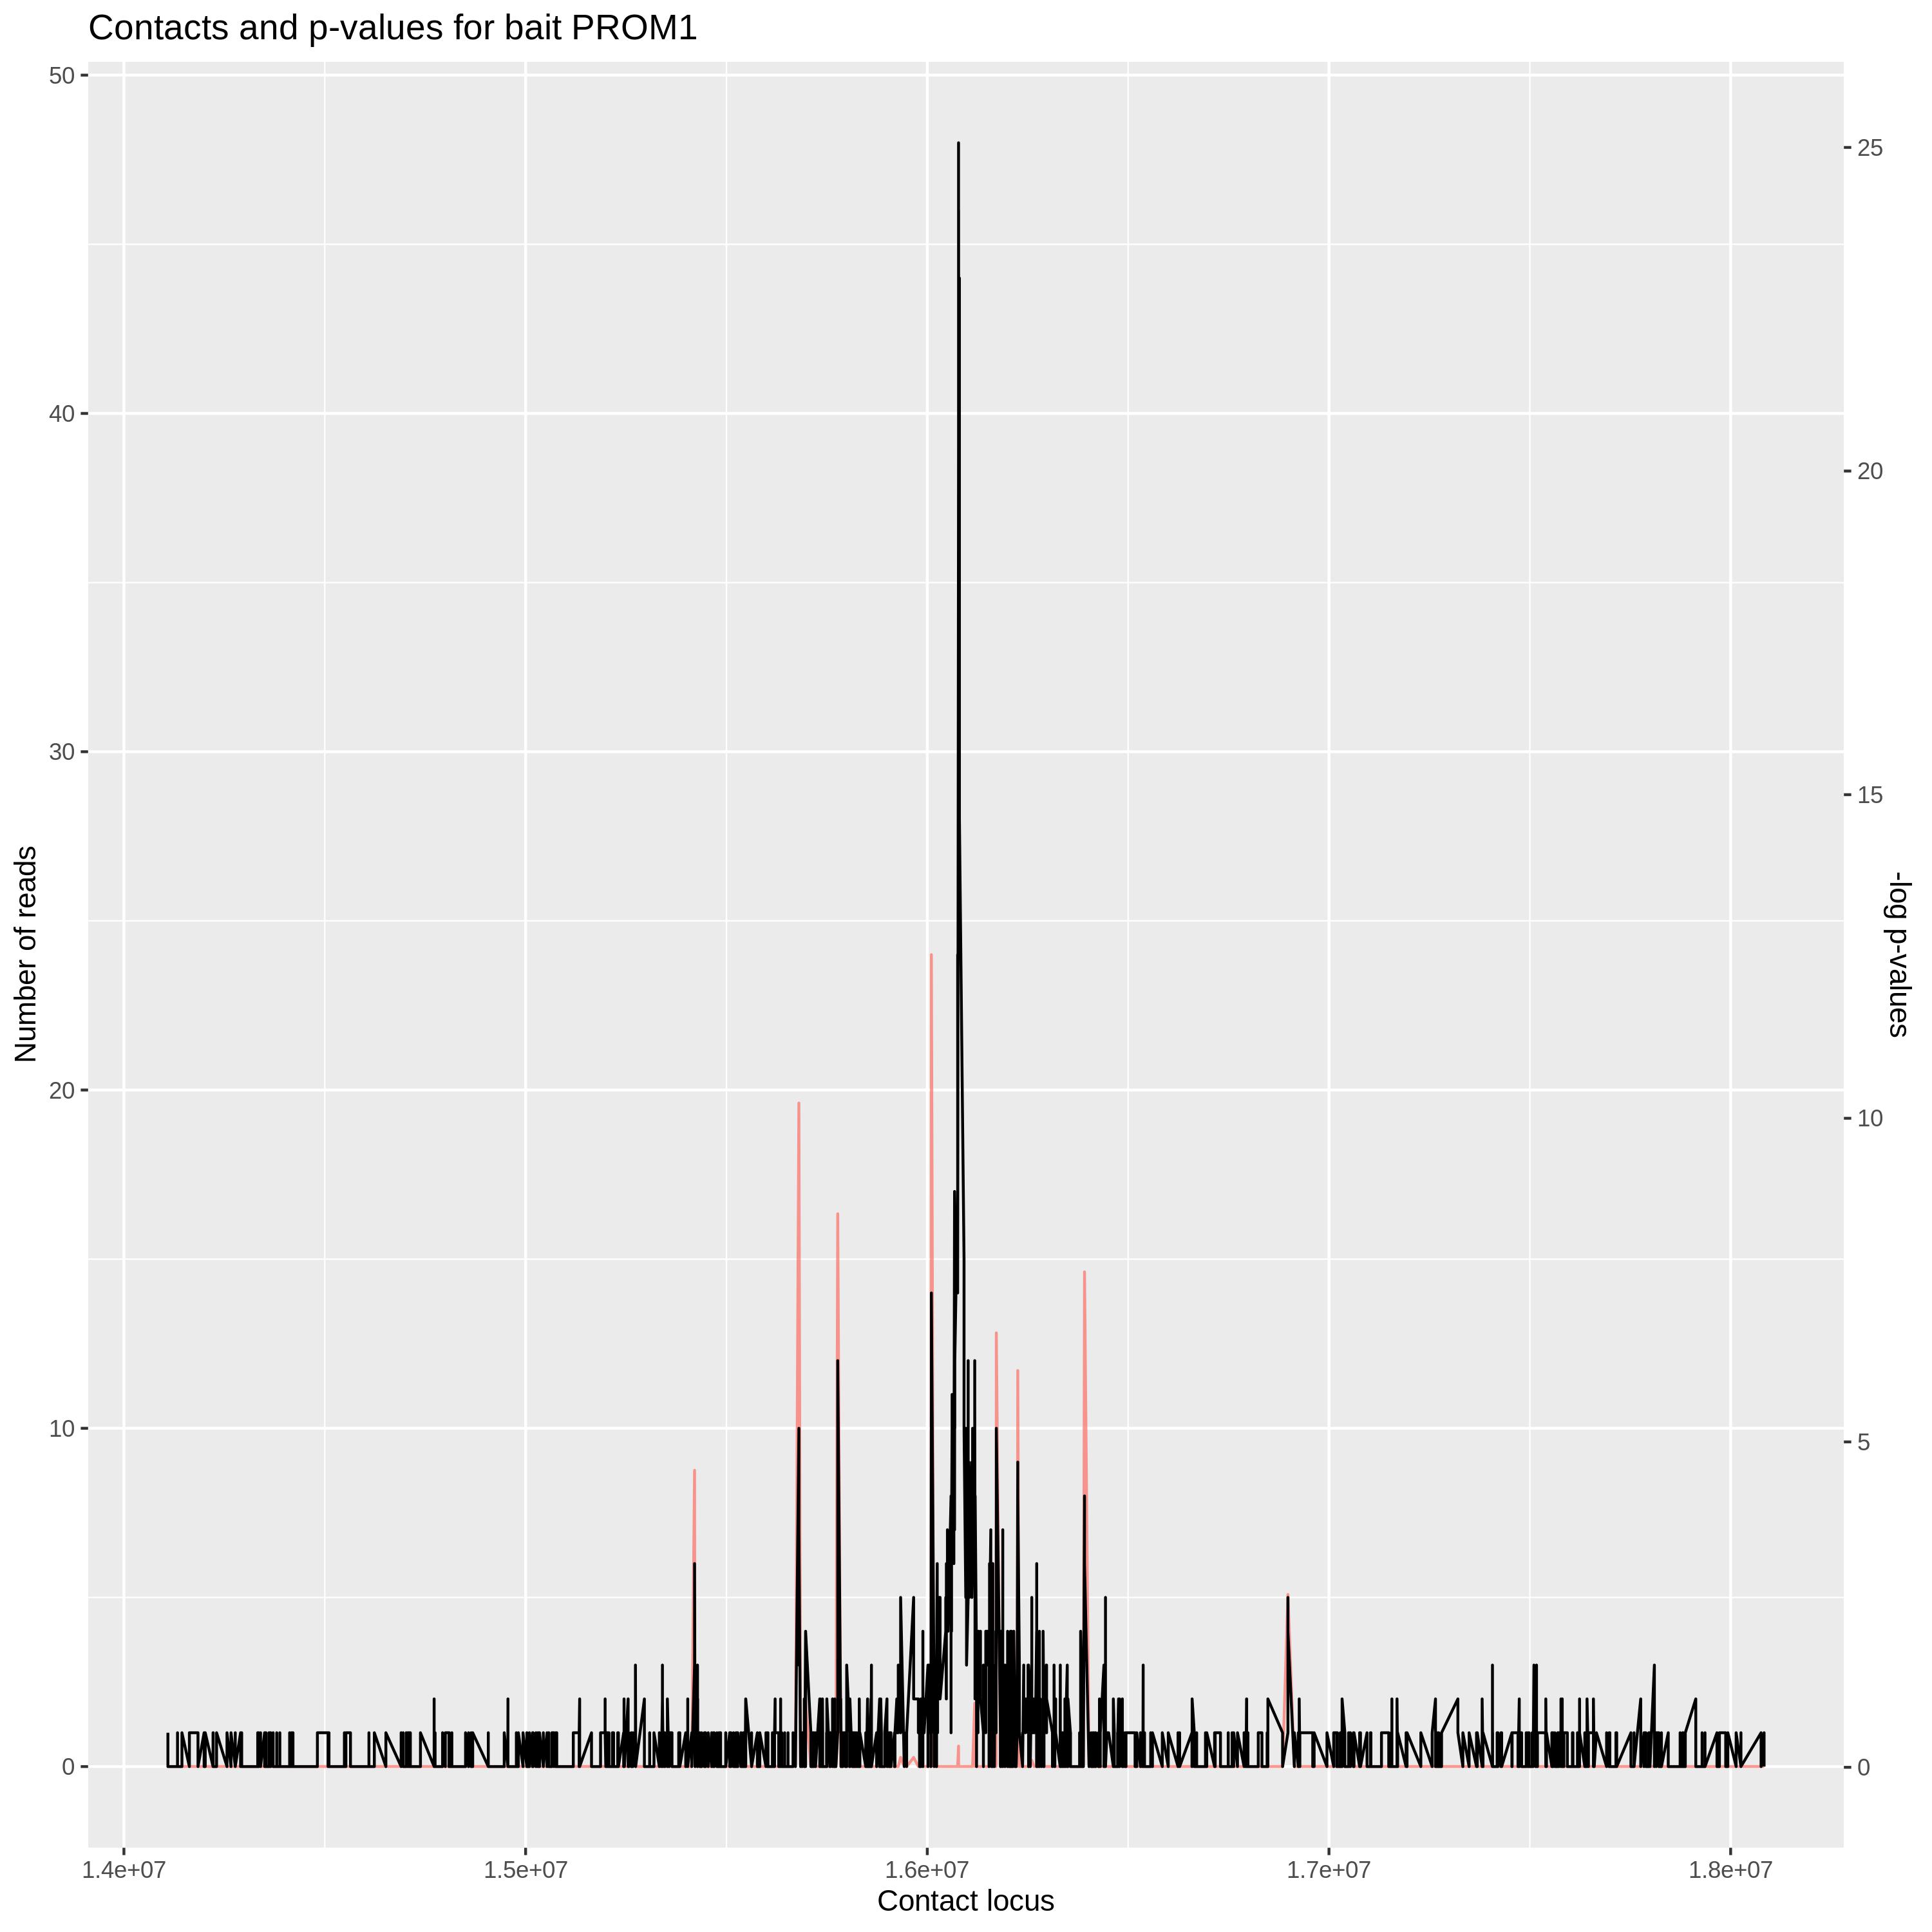 Contacts and p-values for bait PROM1
50
40
30
20
10
0
Number of reads
25
20
15
10
5
0
-log p-values
1.4e+07
1.5e+07
1.6e+07
1.7e+07
1.8e+07
Contact locus